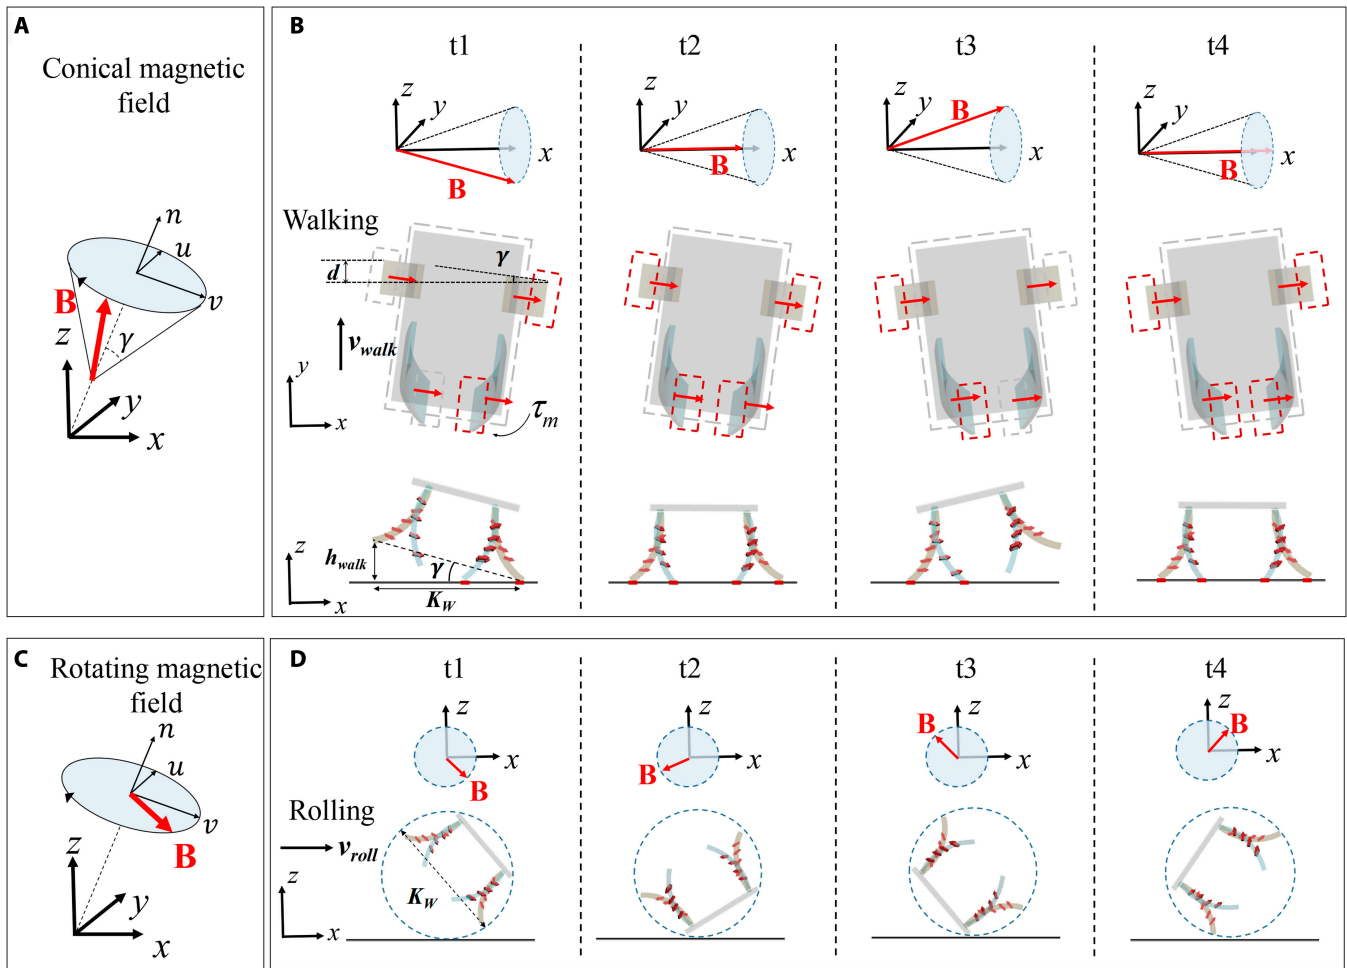 A
Conical magnetic
field
n
u
v
B
γ
z
y
x
B
t1
t2
t3
t4
z
y
x
B
z
y
x
B
z
y
x
B
z
y
x
B
Walking
d
γ
v_walk
y
x
τ_m
z
x
h_walk
γ
K_W
C
Rotating magnetic
field
n
u
v
B
z
y
x
D
t1
t2
t3
t4
z
x
B
z
x
B
z
x
B
z
x
B
Rolling
v_roll
K_W
z
x